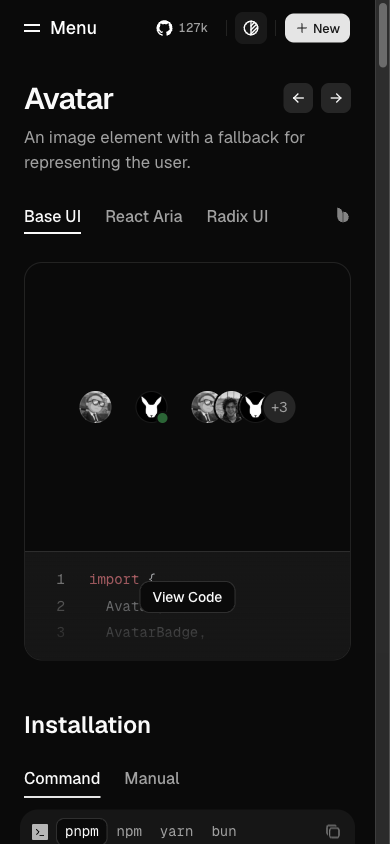 Menu
127k
+ New
Avatar
An image element with a fallback for
representing the user.
Base UI
React Aria
Radix UI
+3
1 import {
2
View Code
3 AvatarBadge,
Installation
Command
Manual
pnpm
npm
yarn
bun